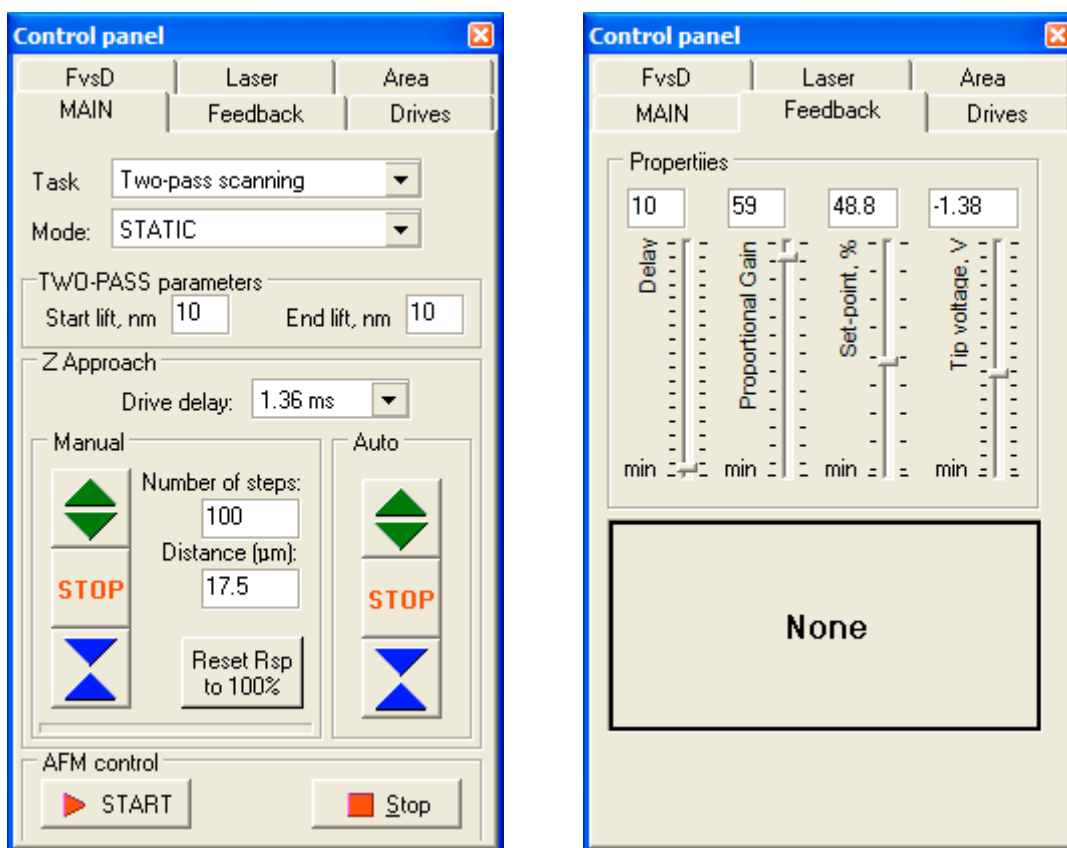 Control panel
FvsD Laser Area
MAIN Feedback Drives
Task Two-pass scanning
Mode: STATIC
TWO-PASS parameters
Start lift, nm 10 End lift, nm 10
Z Approach
Drive delay: 1.36 ms
Manual
Number of steps:
100
Distance (µm):
17.5
STOP
Reset Rsp
to 100%
Auto
STOP
AFM control
START Stop
Control panel
FvsD Laser Area
MAIN Feedback Drives
Propertiies
10 59 48.8 -1.38
Delay
Proportional Gain
Set-point, %
Tip voltage, V
min min min min
None